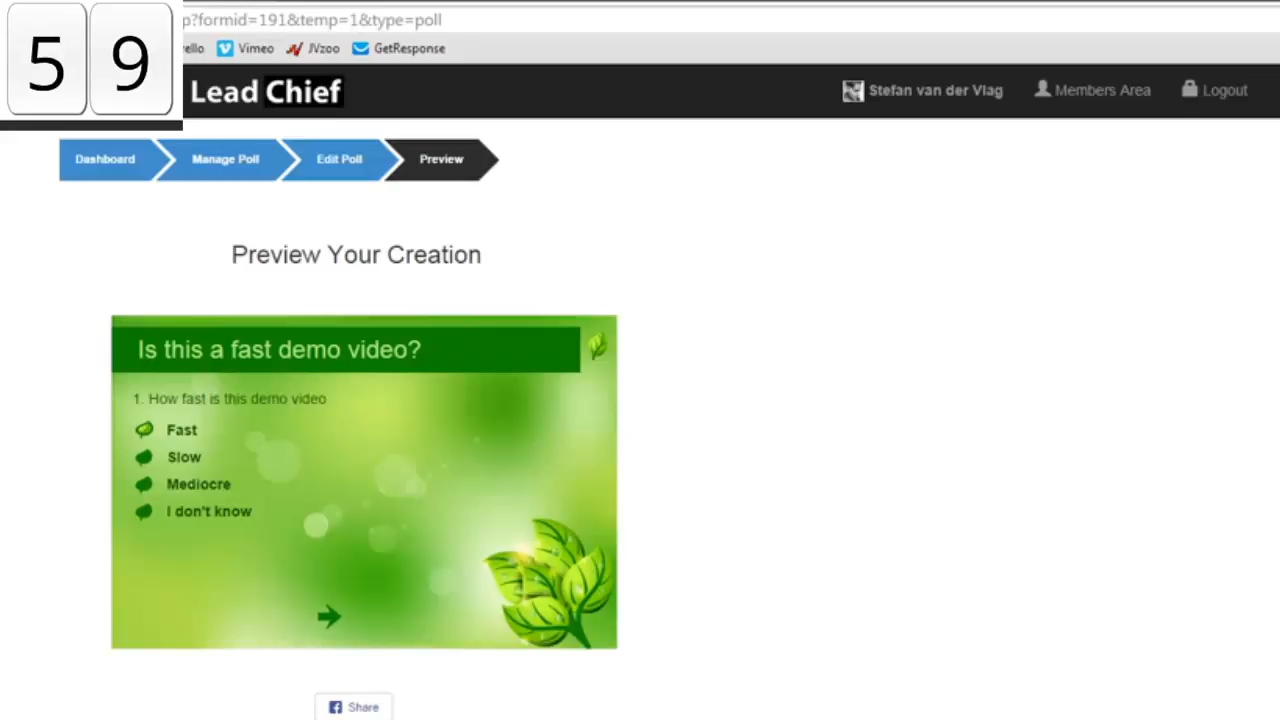 5 9
p?formid=191&temp=1&type=poll
ello Vimeo JVzoo GetResponse
Lead Chief
Stefan van der Vlag Members Area Logout
Dashboard Manage Poll Edit Poll Preview
Preview Your Creation
Is this a fast demo video?
1. How fast is this demo video
Fast
Slow
Mediocre
I don't know
Share